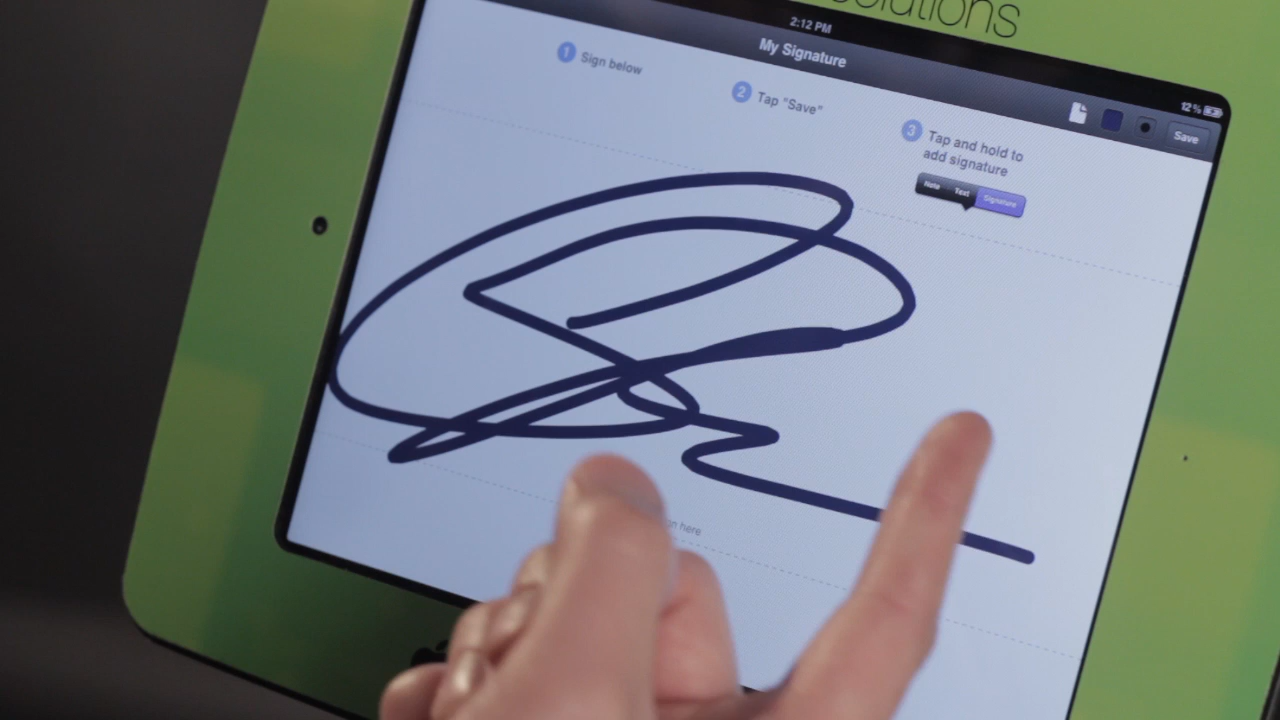 2:12 PM
12%
My Signature
Save
1 Sign below
2 Tap "Save"
3 Tap and hold to
add signature
Note Text Signature
here